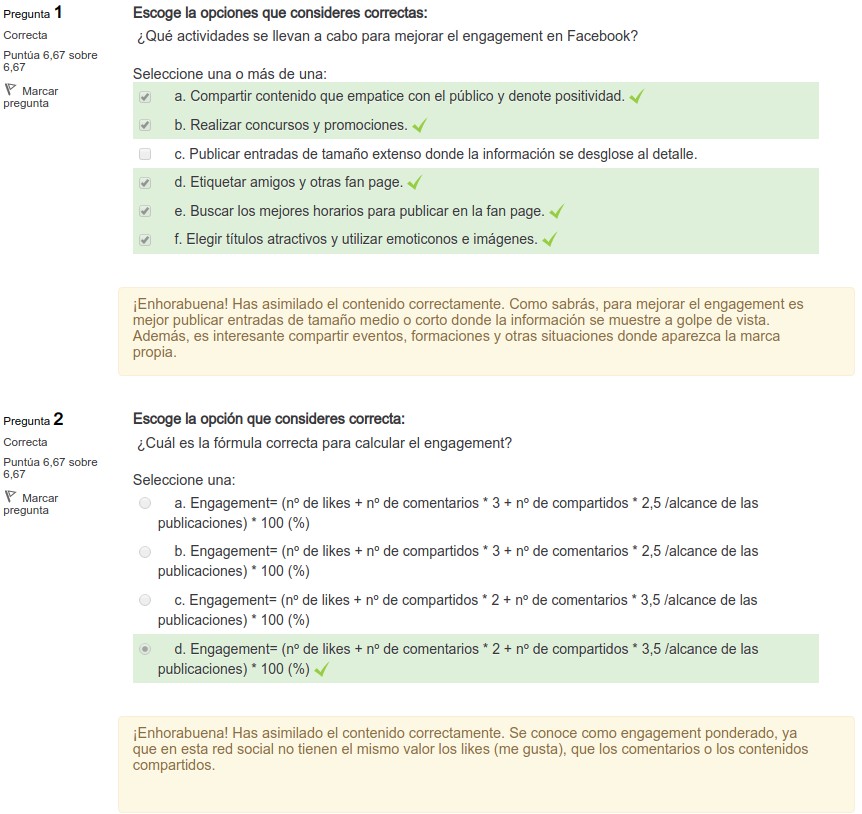 Pregunta 1
Correcta
Puntúa 6,67 sobre
6,67
Marcar
pregunta
Escoge la opciones que consideres correctas:
¿Qué actividades se llevan a cabo para mejorar el engagement en Facebook?
Seleccione una o más de una:
a. Compartir contenido que empatice con el público y denote positividad.
b. Realizar concursos y promociones.
c. Publicar entradas de tamaño extenso donde la información se desglose al detalle.
d. Etiquetar amigos y otras fan page.
e. Buscar los mejores horarios para publicar en la fan page.
f. Elegir títulos atractivos y utilizar emoticonos e imágenes.
¡Enhorabuena! Has asimilado el contenido correctamente. Como sabrás, para mejorar el engagement es
mejor publicar entradas de tamaño medio o corto donde la información se muestre a golpe de vista.
Además, es interesante compartir eventos, formaciones y otras situaciones donde aparezca la marca
propia.
Pregunta 2
Correcta
Puntúa 6,67 sobre
6,67
Marcar
pregunta
Escoge la opción que consideres correcta:
¿Cuál es la fórmula correcta para calcular el engagement?
Seleccione una:
a. Engagement= (nº de likes + nº de comentarios * 3 + nº de compartidos * 2,5 /alcance de las
publicaciones) * 100 (%)
b. Engagement= (nº de likes + nº de compartidos * 3 + nº de comentarios * 2,5 /alcance de las
publicaciones) * 100 (%)
c. Engagement= (nº de likes + nº de compartidos * 2 + nº de comentarios * 3,5 /alcance de las
publicaciones) * 100 (%)
d. Engagement= (nº de likes + nº de comentarios * 2 + nº de compartidos * 3,5 /alcance de las
publicaciones) * 100 (%)
¡Enhorabuena! Has asimilado el contenido correctamente. Se conoce como engagement ponderado, ya
que en esta red social no tienen el mismo valor los likes (me gusta), que los comentarios o los contenidos
compartidos.